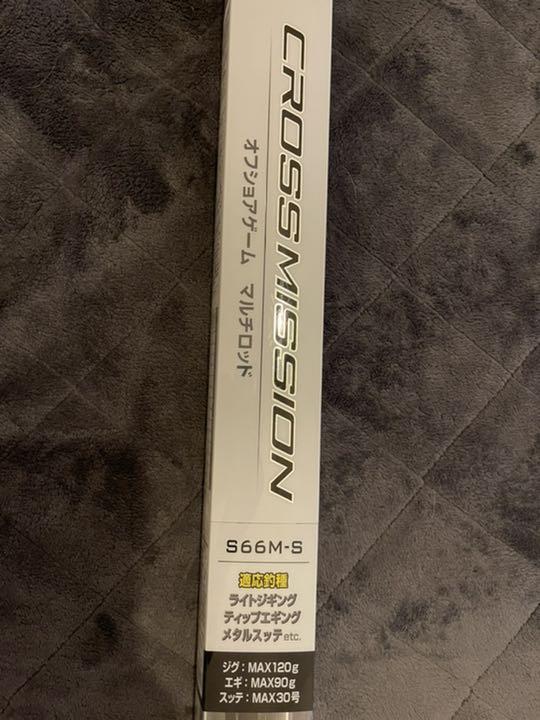 CROSSMISSION
オフショアゲーム マルチロッド
S66M-S
適応釣種
ライトジギング
ティップエギング
メタルスッテetc.
ジグ:MAX120g
エギ:MAX90g
スッテ:MAX30号